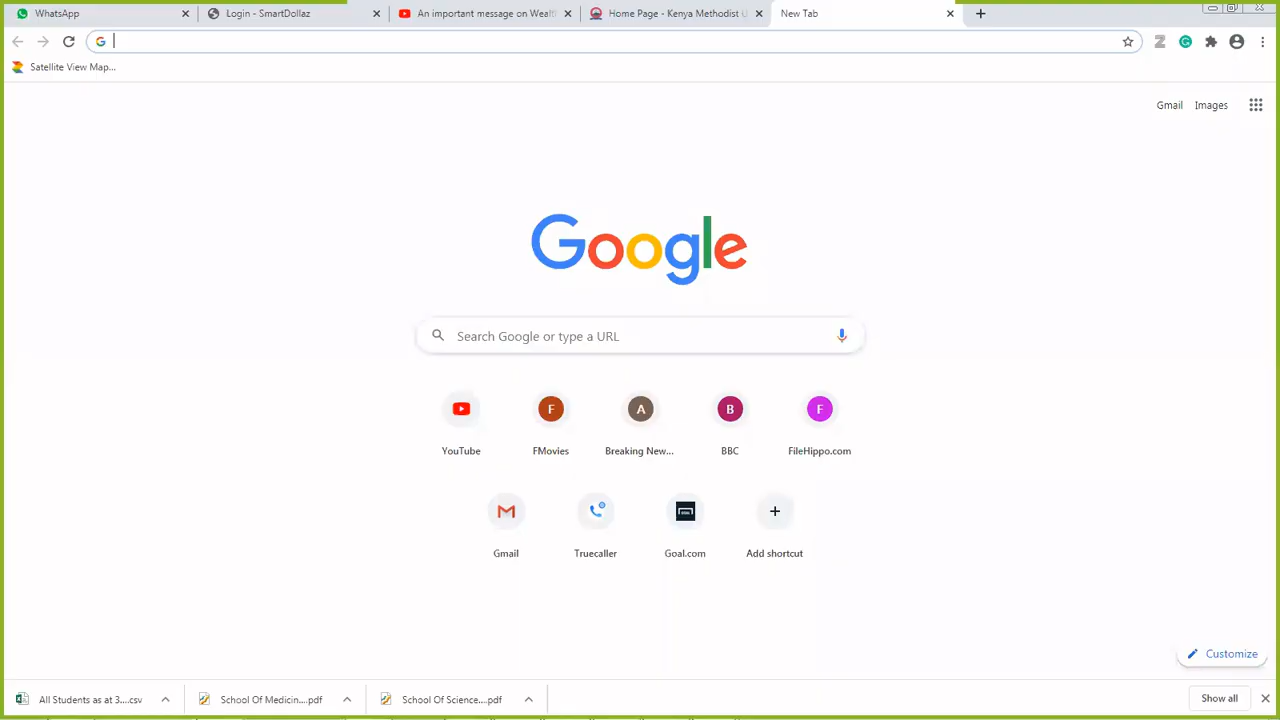 WhatsApp
Login - SmartDollaz
An important message on Wealt
Home Page - Kenya Methodist U
New Tab
Satellite View Map...
Gmail
Images
Google
Search Google or type a URL
YouTube
F
FMovies
A
Breaking New...
B
BBC
F
FileHippo.com
Gmail
Truecaller
Goal.com
Add shortcut
Customize
All Students as at 3....csv
School Of Medicin....pdf
School Of Science....pdf
Show all